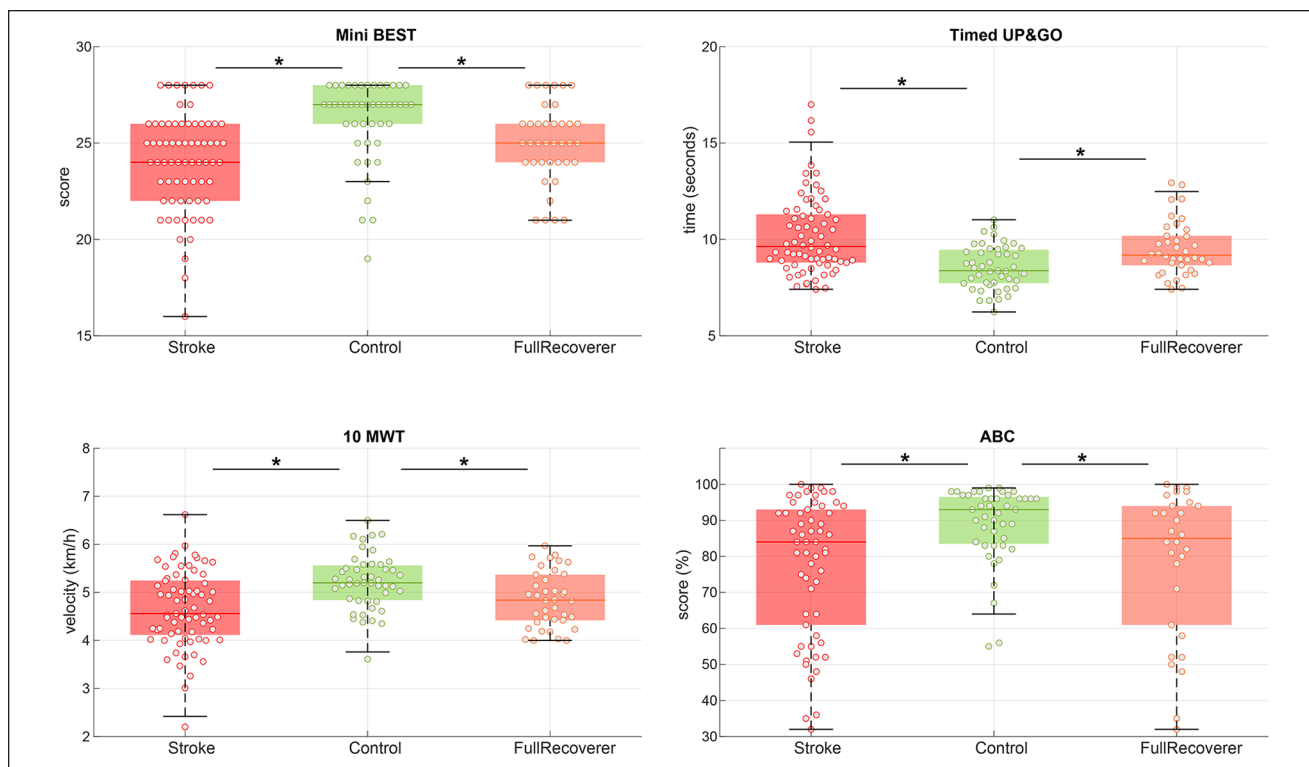 Mini BEST
30
25
20
15
score
* *
Stroke Control FullRecoverer
Timed UP&GO
20
15
10
5
time (seconds)
*
*
Stroke Control FullRecoverer
10 MWT
8
7
6
5
4
3
2
velocity (km/h)
* *
Stroke Control FullRecoverer
ABC
100
90
80
70
60
50
40
30
score (%)
* *
Stroke Control FullRecoverer